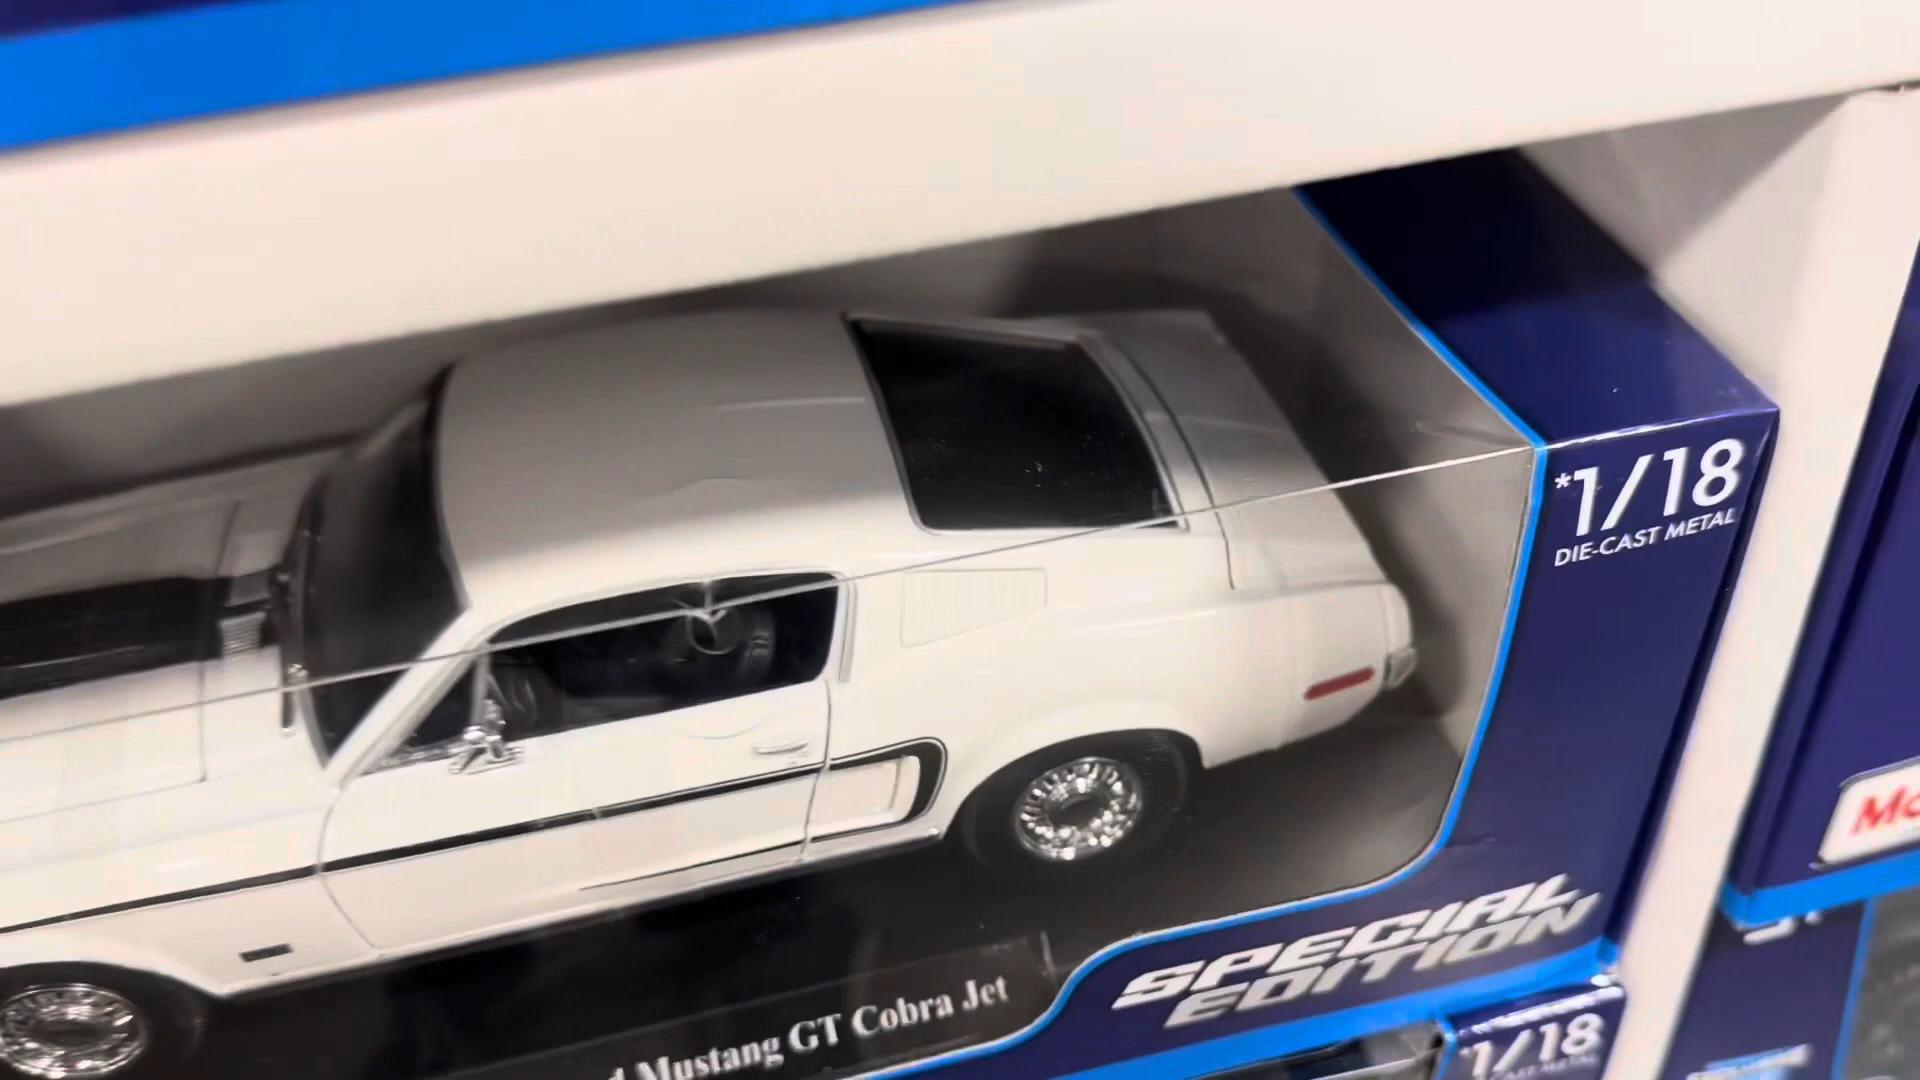 *1/18
DIE-CAST METAL
SPECIAL
EDITION
Mustang GT Cobra Jet
1/18